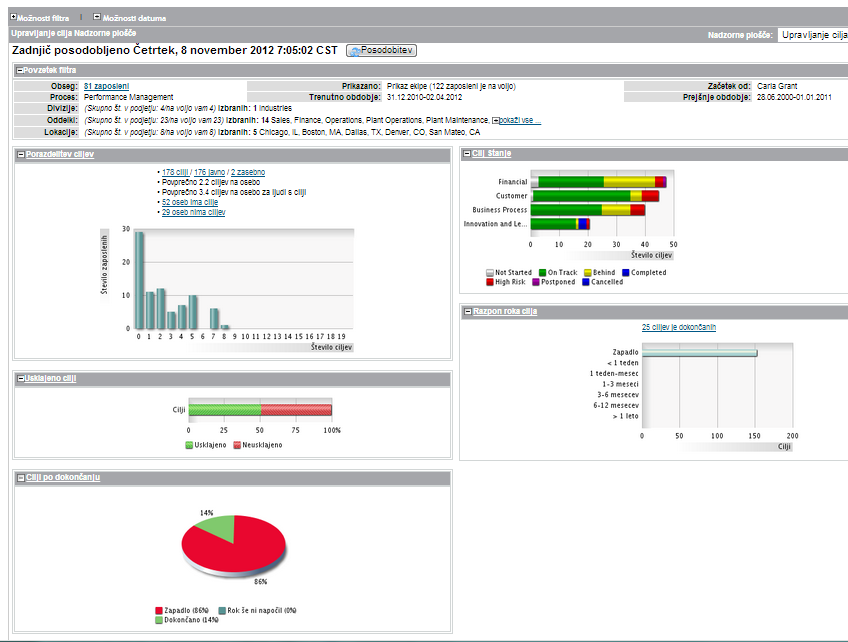 Možnosti filtra Možnosti datuma
Upravljanje cilja Nadzorne plošče Nadzorne plošče: Upravljanje cilja
Zadnjič posodobljeno Četrtek, 8 november 2012 7:05:02 CST Posodobitev
Povzetek filtra
Obseg: 81 zaposleni Prikazano: Prikaz ekipe (122 zaposleni je na voljo) Začetek od: Carla Grant
Proces: Performance Management Trenutno obdobje: 31.12.2010-02.04.2012 Prejšnje obdobje: 28.06.2000-01.01.2011
Divizije: (Skupno št. v podjetju: 4/na voljo vam 4) Izbranih: 1 Industries
Oddelki: (Skupno št. v podjetju: 23/na voljo vam 23) Izbranih: 14 Sales, Finance, Operations, Plant Operations, Plant Maintenance, pokaži vse ...
Lokacije: (Skupno št. v podjetju: 8/na voljo vam 8) Izbranih: 5 Chicago, IL, Boston, MA, Dallas, TX, Denver, CO, San Mateo, CA
Porazdelitev ciljev
• 178 cilji / 176 javno / 2 zasebno
• Povprečno 2.2 ciljev na osebo
• Povprečno 3.4 ciljev na osebo za ljudi s cilji
• 52 oseb ima cilje
• 29 oseb nima ciljev
Število zaposlenih
30
20
10
0
0 1 2 3 4 5 6 7 8 9 10 11 12 13 14 15 16 17 18 19
Število ciljev
Cilj stanje
Financial
Customer
Business Process
Innovation and Le...
0 10 20 30 40 50
Število ciljev
Not Started On Track Behind Completed
High Risk Postponed Cancelled
Razpon roka cilja
25 ciljev je dokončanih
Zapadlo
< 1 teden
1 teden-mesec
1-3 meseci
3-6 mesecev
6-12 mesecev
> 1 leto
0 50 100 150 200
Cilji
Usklajeno cilji
Cilji
0 25 50 75 100%
Usklajeno Neusklajeno
Cilji po dokončanju
14%
86%
Zapadlo (86%) Rok še ni napočil (0%)
Dokončano (14%)